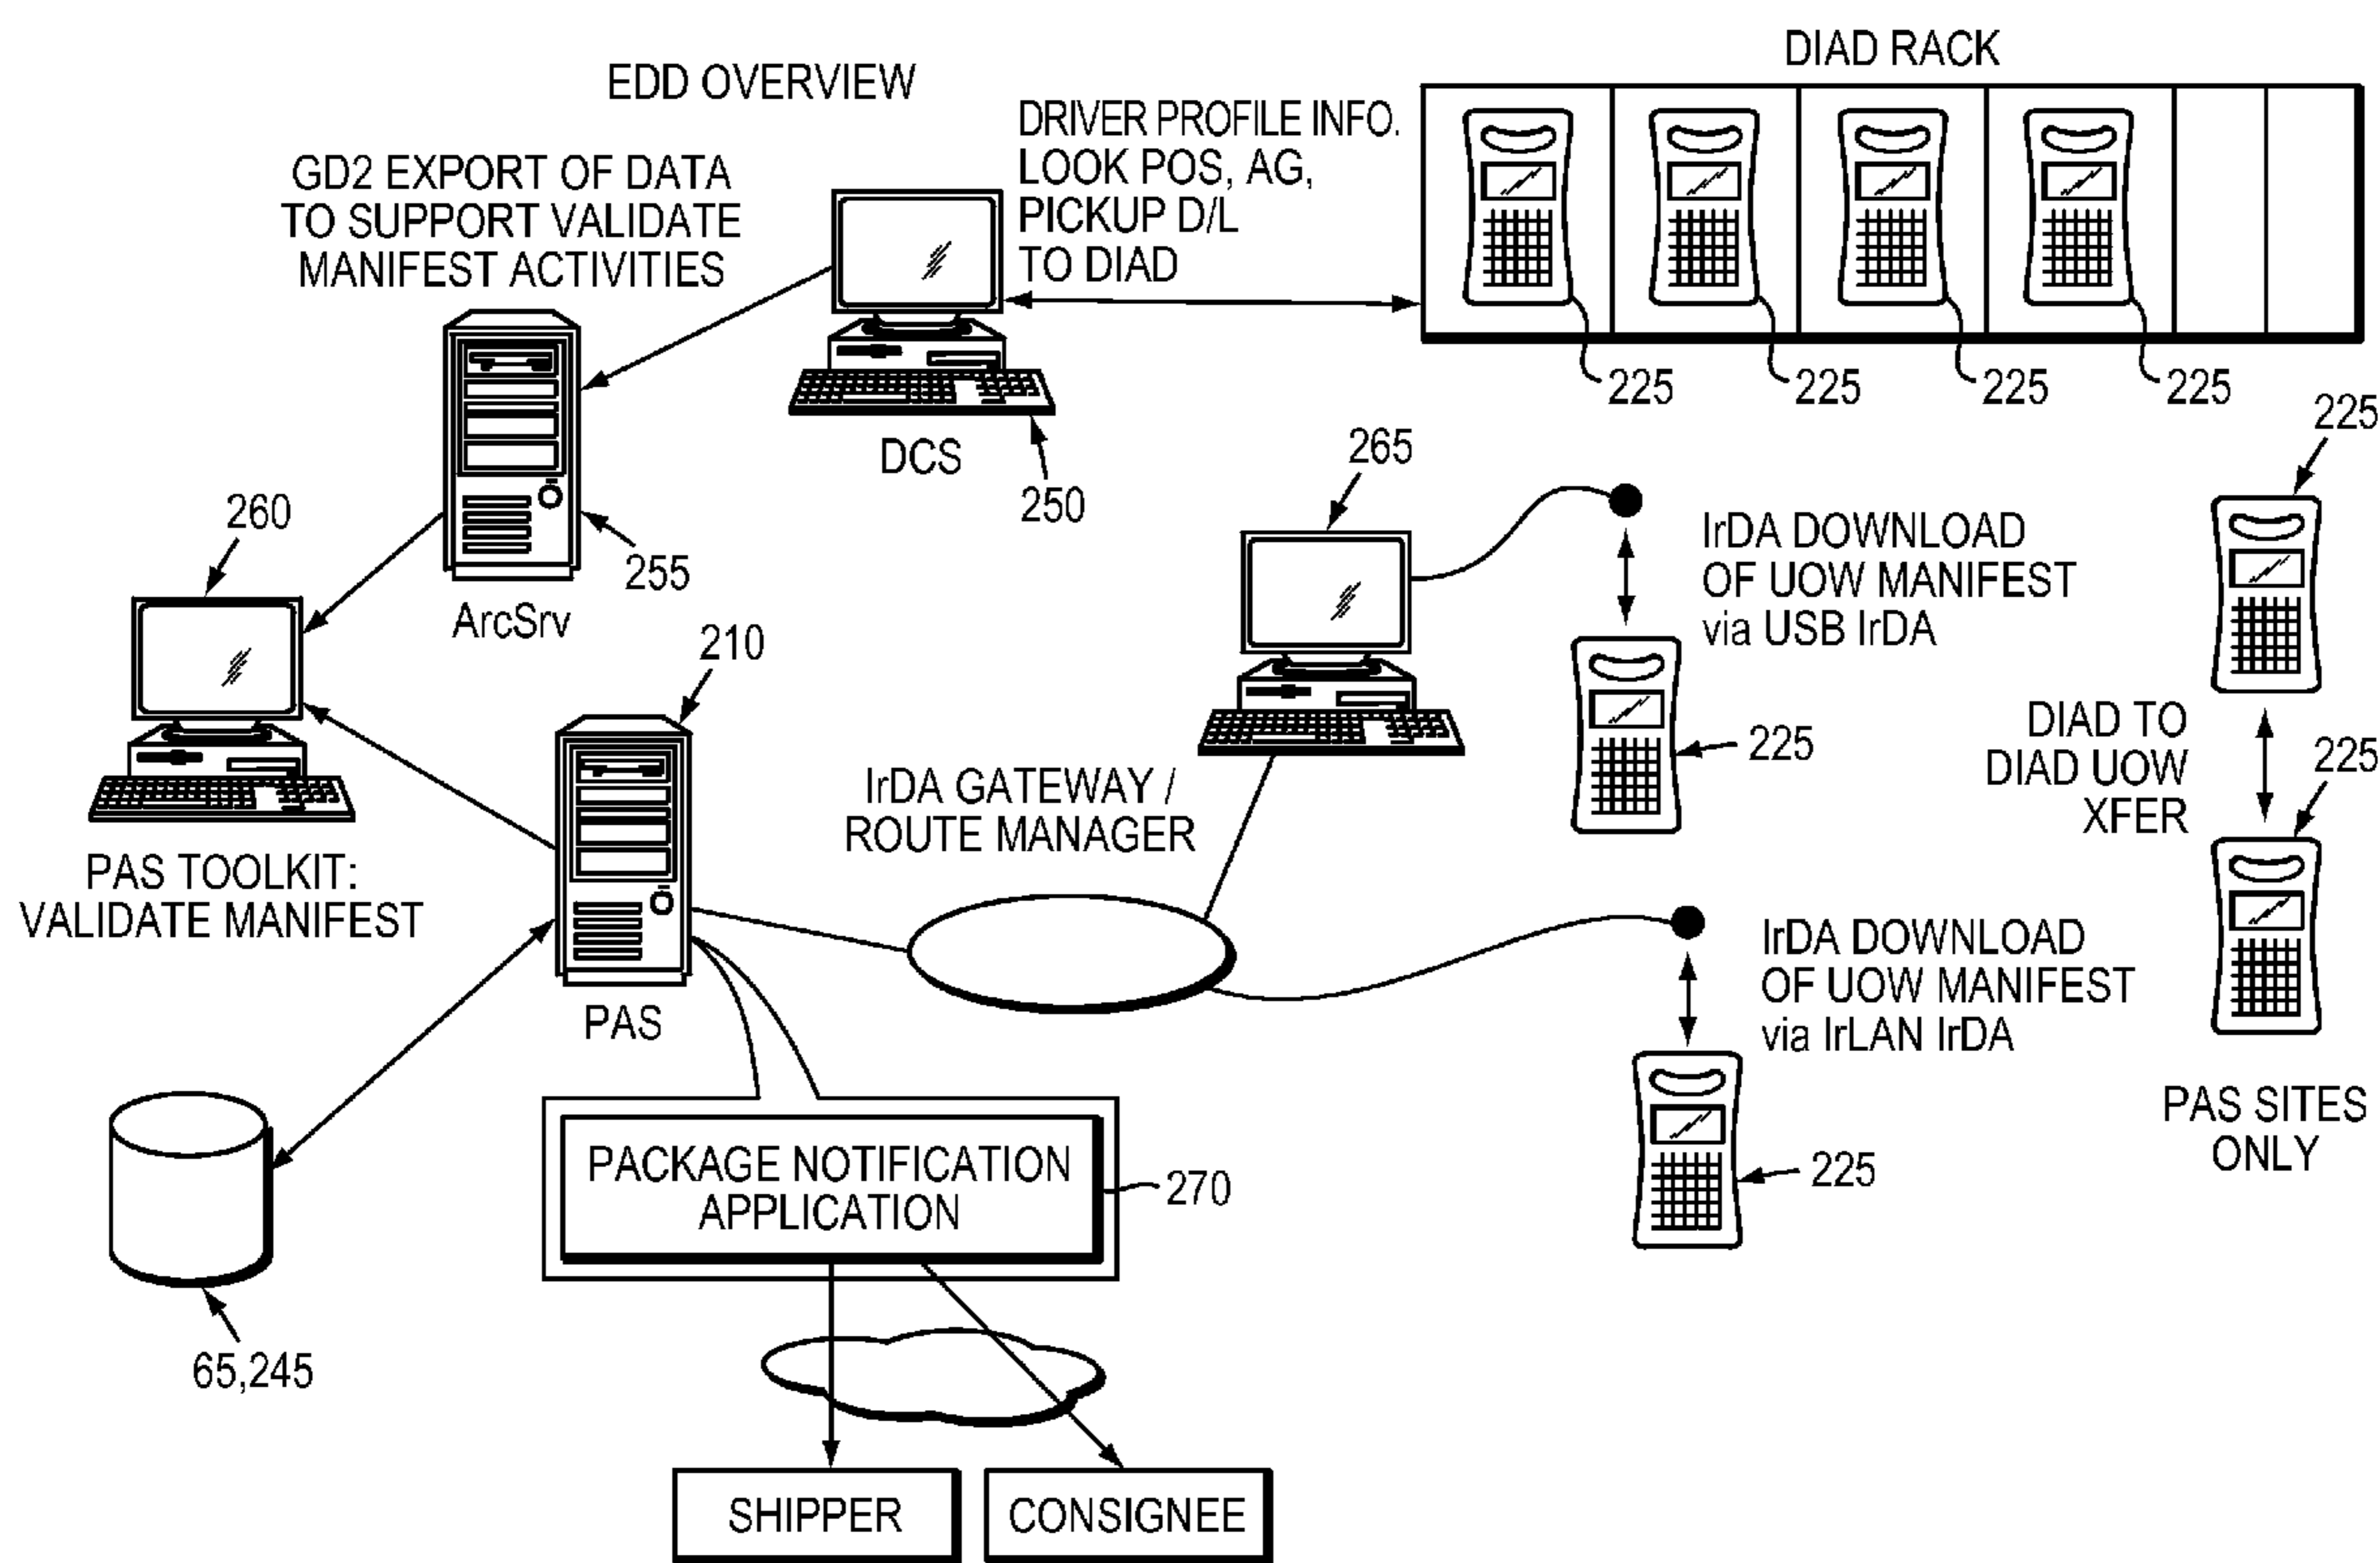 EDD OVERVIEW
DIAD RACK
GD2 EXPORT OF DATA
TO SUPPORT VALIDATE
MANIFEST ACTIVITIES
DRIVER PROFILE INFO.
LOOK POS, AG,
PICKUP D/L
TO DIAD
225
225
225
225
DCS
250
255
ArcSrv
260
PAS TOOLKIT:
VALIDATE MANIFEST
210
PAS
65,245
265
IrDA GATEWAY /
ROUTE MANAGER
IrDA DOWNLOAD
OF UOW MANIFEST
via USB IrDA
225
225
DIAD TO
DIAD UOW
XFER
225
IrDA DOWNLOAD
OF UOW MANIFEST
via IrLAN IrDA
225
PAS SITES
ONLY
PACKAGE NOTIFICATION
APPLICATION
270
SHIPPER
CONSIGNEE